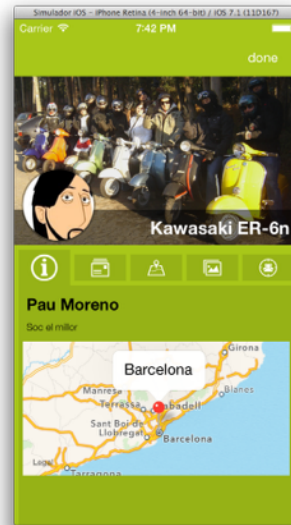 Simulador iOS - iPhone Retina (4-inch 64-bit) / iOS 7.1 (11D167)
Carrier 7:42 PM
done
Kawasaki ER-6n
Pau Moreno
Soc el millor
Girona
Barcelona
Manresa
Blanes
Terrassa
Sabadell
Sant Boi de
Llobregat
Barcelona
Tarragona